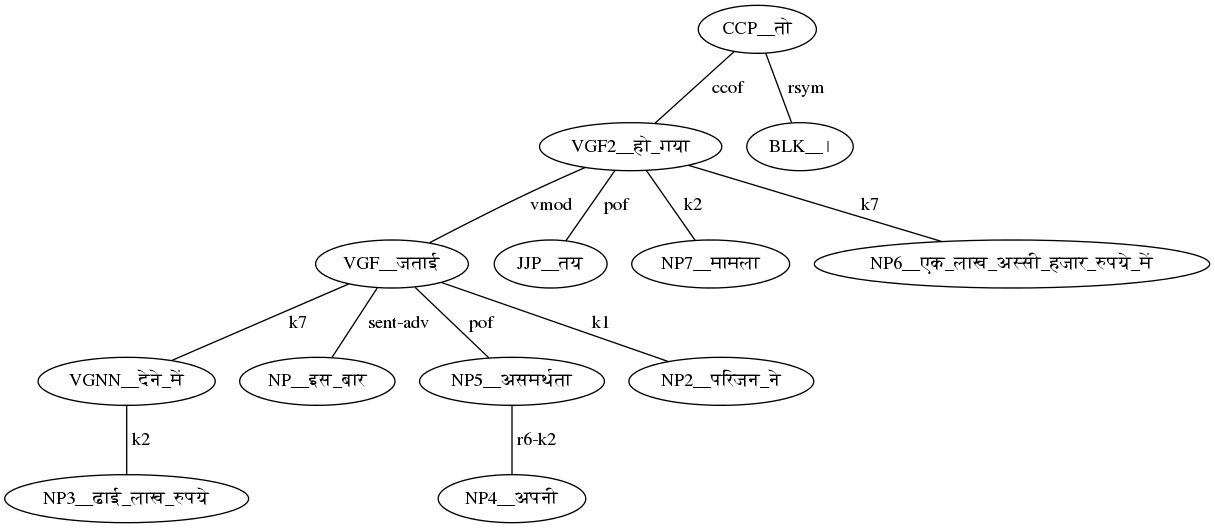 CCP__तो
ccof rsym
VGF2__हो_गया BLK__।
vmod pof k2 k7
VGF__जताई JJP__तय NP7__मामला NP6__एक_लाख_अस्सी_हजार_रुपये_में
k7 sent-adv pof k1
VGNN__देने_में NP__इस_बार NP5__असमर्थता NP2__परिजन_ने
k2 r6-k2
NP3__ढाई_लाख_रुपये NP4__अपनी